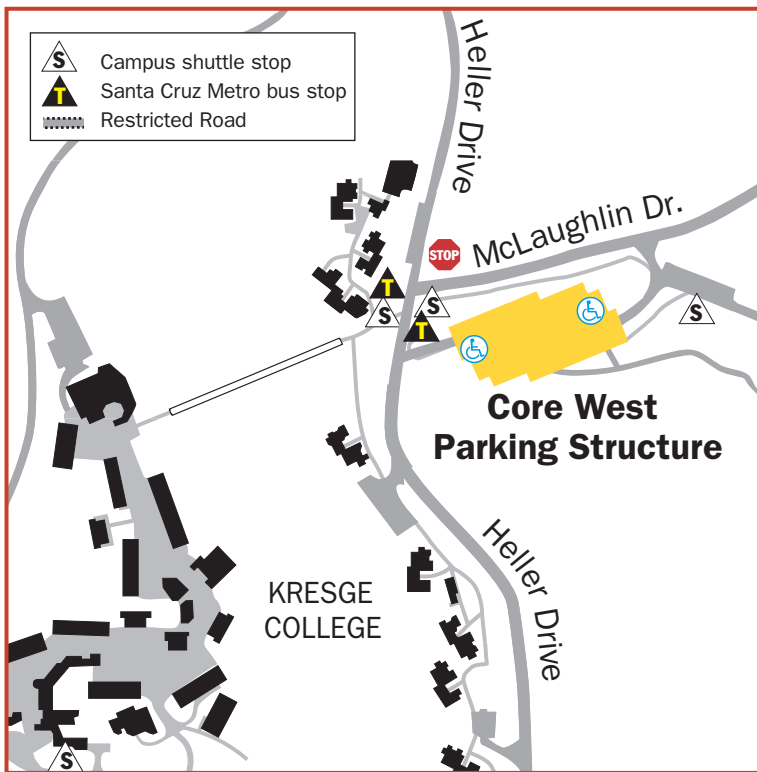 S Campus shuttle stop
T Santa Cruz Metro bus stop
Restricted Road
Heller Drive
McLaughlin Dr.
STOP
T
S
S
T
S
Core West
Parking Structure
Heller Drive
KRESGE
COLLEGE
S